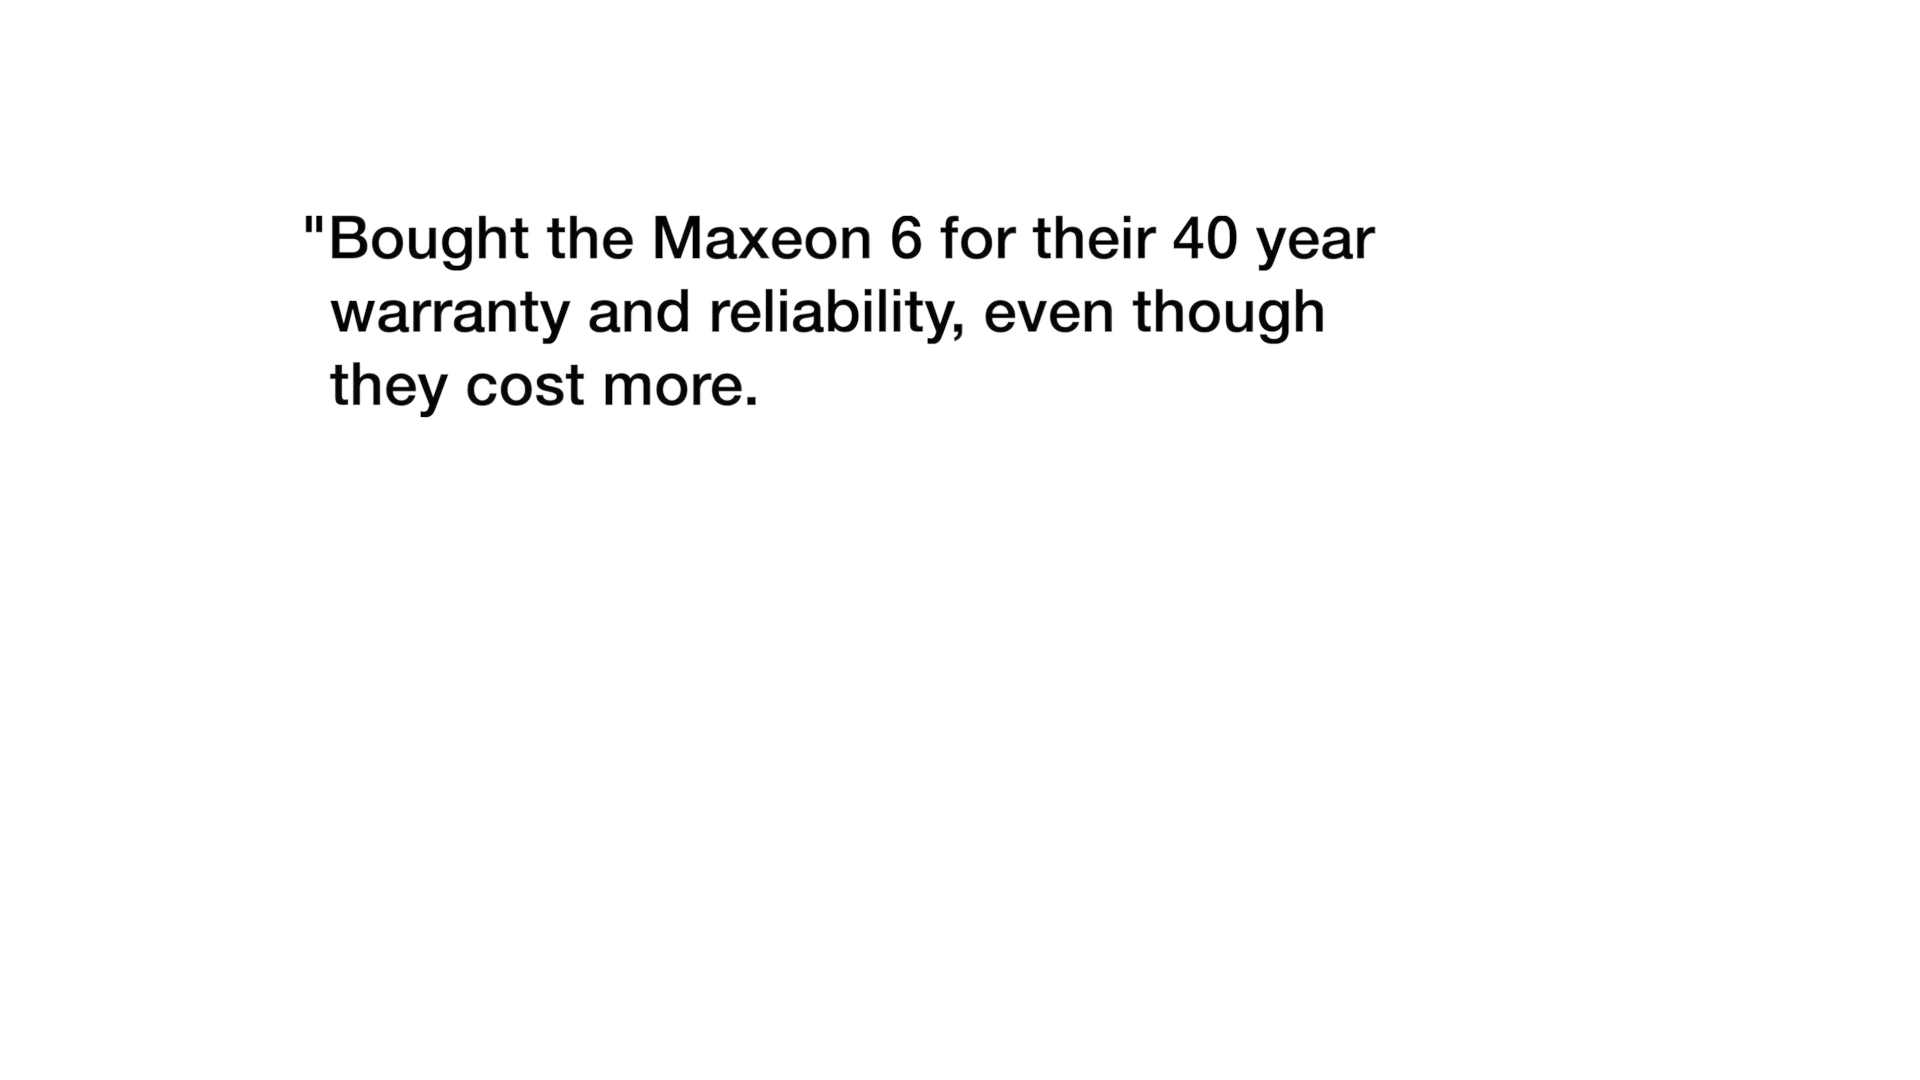 "Bought the Maxeon 6 for their 40 year
warranty and reliability, even though
they cost more.